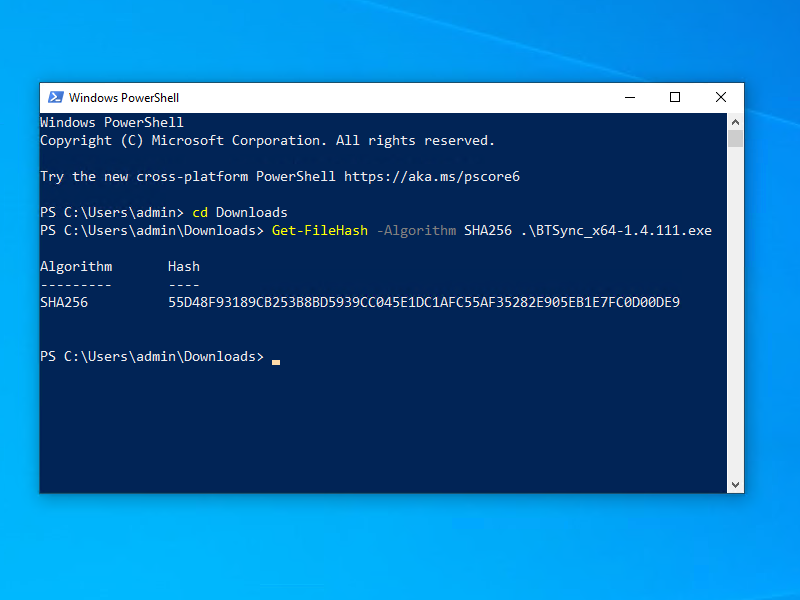 Windows PowerShell
Windows PowerShell
Copyright (C) Microsoft Corporation. All rights reserved.
Try the new cross-platform PowerShell https://aka.ms/pscore6
PS C:\Users\admin> cd Downloads
PS C:\Users\admin\Downloads> Get-FileHash -Algorithm SHA256 .\BTSync_x64-1.4.111.exe
Algorithm       Hash
---------       ----
SHA256          55D48F93189CB253B8BD5939CC045E1DC1AFC55AF35282E905EB1E7FC0D00DE9
PS C:\Users\admin\Downloads>